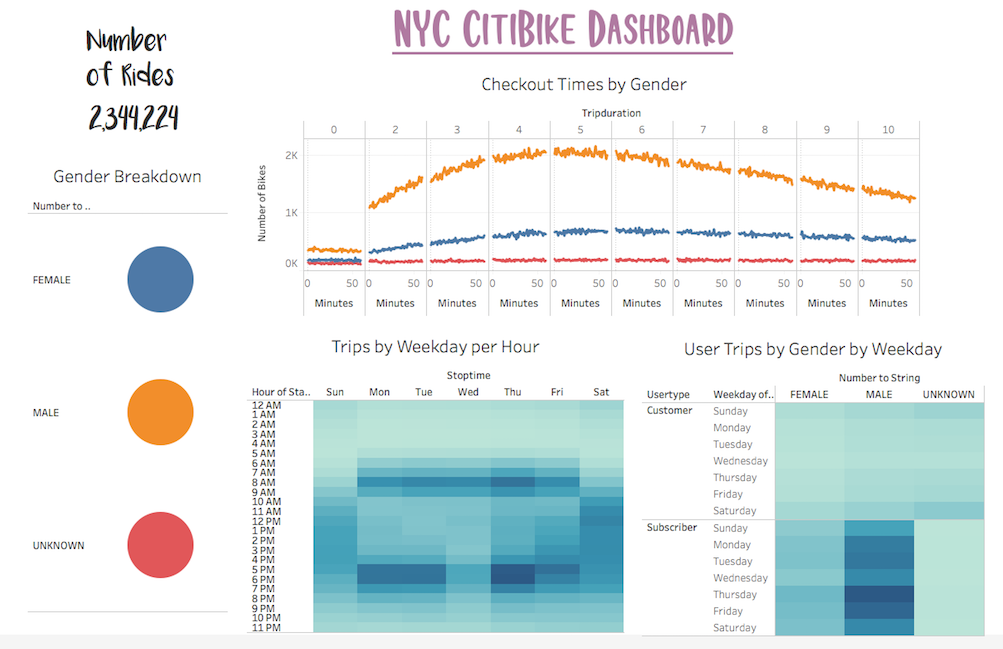 NYC CITIBIKE DASHBOARD
Number
of Rides
2,344,224
Gender Breakdown
Number to ..
FEMALE
MALE
UNKNOWN
Checkout Times by Gender
Tripduration
0 2 3 4 5 6 7 8 9 10
Number of Bikes
2K
1K
0K
0 50 0 50 0 50 0 50 0 50 0 50 0 50 0 50 0 50 0 50
Minutes Minutes Minutes Minutes Minutes Minutes Minutes Minutes Minutes Minutes
Trips by Weekday per Hour
Stoptime
Hour of Sta.. Sun Mon Tue Wed Thu Fri Sat
12 AM
1 AM
2 AM
3 AM
4 AM
5 AM
6 AM
7 AM
8 AM
9 AM
10 AM
11 AM
12 PM
1 PM
2 PM
3 PM
4 PM
5 PM
6 PM
7 PM
8 PM
9 PM
10 PM
11 PM
User Trips by Gender by Weekday
Number to String
Usertype Weekday of.. FEMALE MALE UNKNOWN
Customer Sunday
Monday
Tuesday
Wednesday
Thursday
Friday
Saturday
Subscriber Sunday
Monday
Tuesday
Wednesday
Thursday
Friday
Saturday